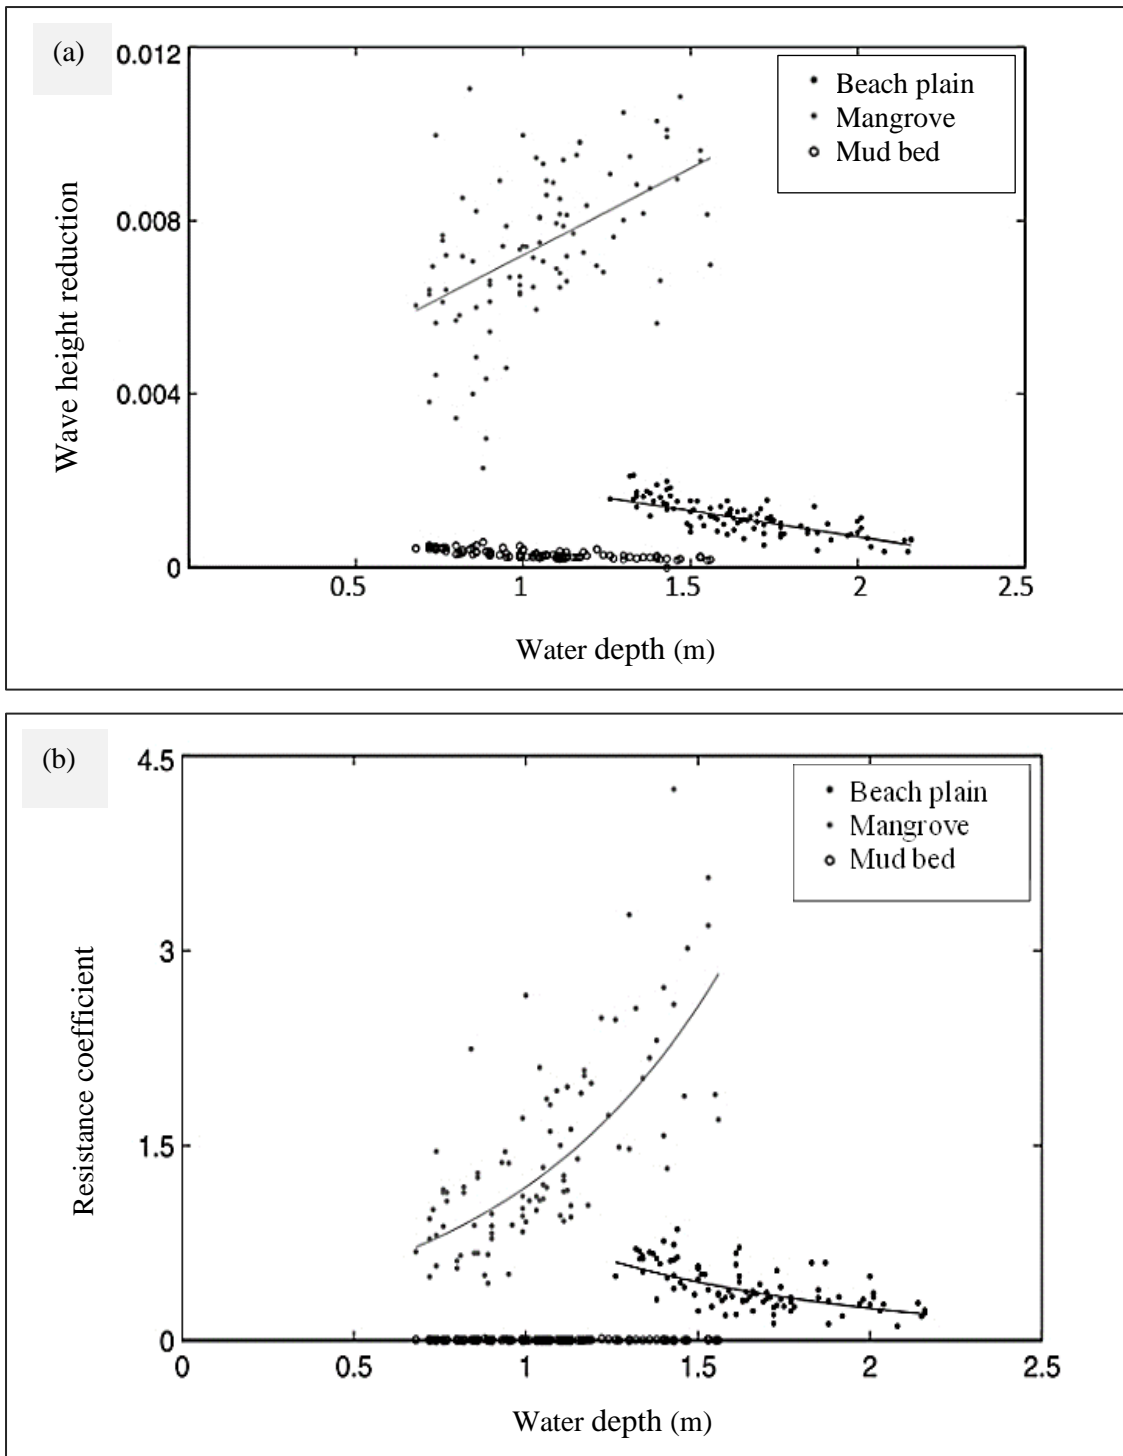 (a)
0.012
Beach plain
Mangrove
Mud bed
0.008
Wave height reduction
0.004
0
0.5
1
1.5
2
2.5
Water depth (m)
(b)
4.5
Beach plain
Mangrove
Mud bed
3
Resistance coefficient
1.5
0
0
0.5
1
1.5
2
2.5
Water depth (m)